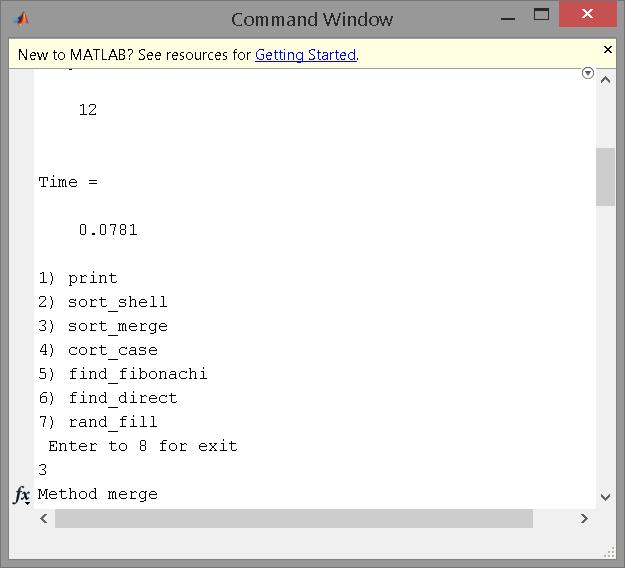 Command Window
New to MATLAB? See resources for Getting Started.
12
Time =
0.0781
1) print
2) sort_shell
3) sort_merge
4) cort_case
5) find_fibonachi
6) find_direct
7) rand_fill
Enter to 8 for exit
3
fx Method merge